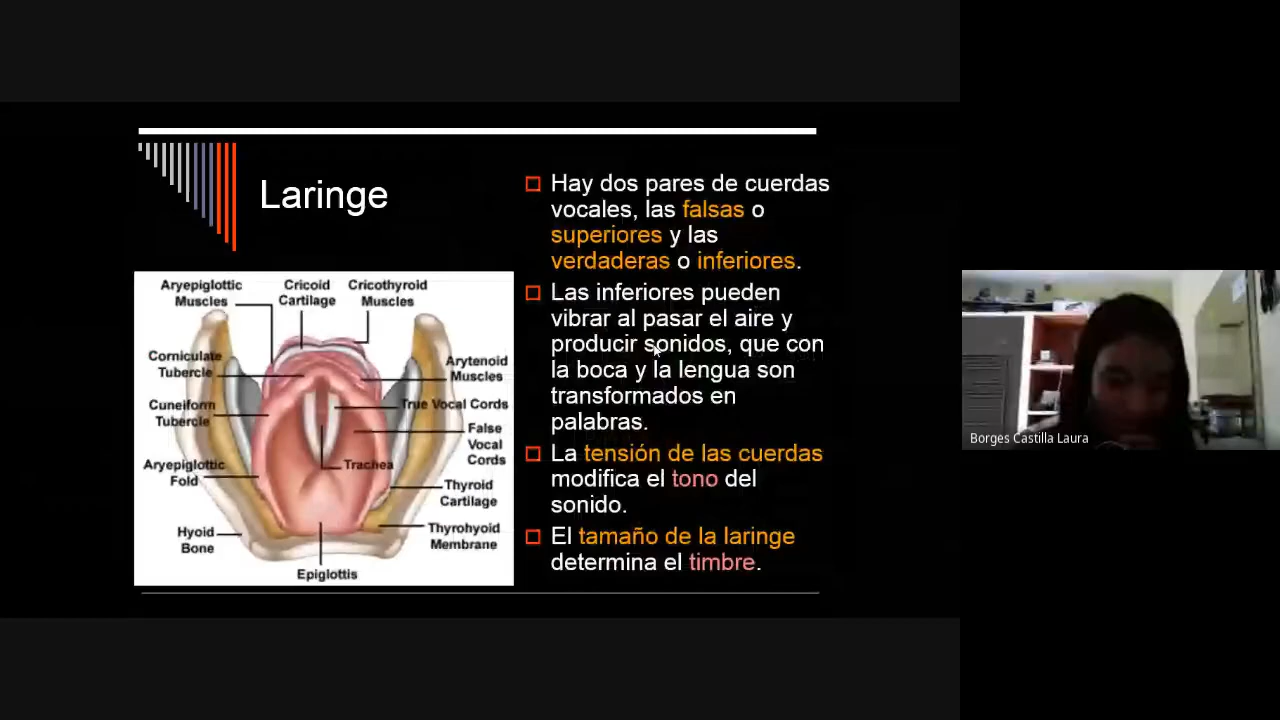 Laringe
Hay dos pares de cuerdas
vocales, las falsas o
superiores y las
verdaderas o inferiores.
Las inferiores pueden
vibrar al pasar el aire y
producir sonidos, que con
la boca y la lengua son
transformados en
palabras.
La tensión de las cuerdas
modifica el tono del
sonido.
El tamaño de la laringe
determina el timbre.
Aryepiglottic
Muscles
Cricoid
Cartilage
Cricothyroid
Muscles
Corniculate
Tubercle
Arytenoid
Muscles
Cuneiform
Tubercle
True Vocal Cords
False
Vocal
Cords
Aryepiglottic
Fold
Trachea
Thyroid
Cartilage
Hyoid
Bone
Thyrohyoid
Membrane
Epiglottis
Borges Castilla Laura